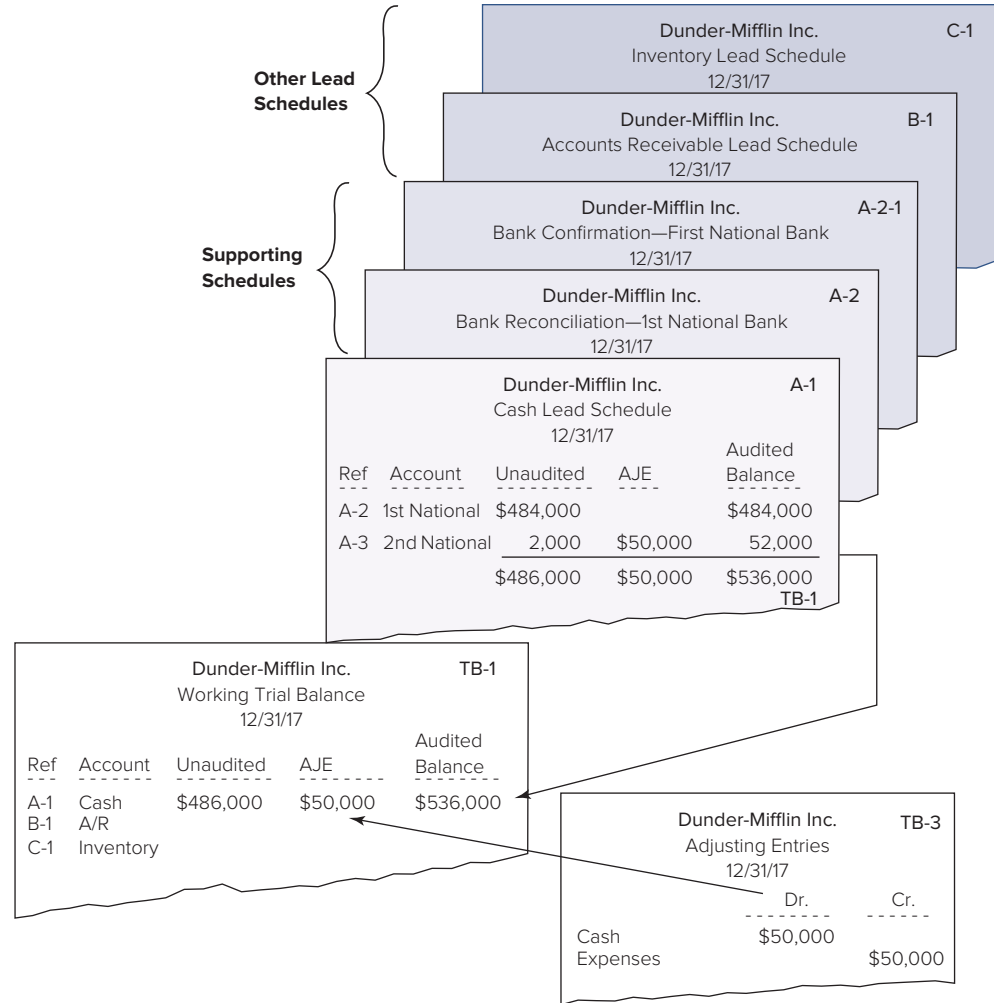 Other Lead
Schedules
Dunder-Mifflin Inc. C-1
Inventory Lead Schedule
12/31/17
Dunder-Mifflin Inc. B-1
Accounts Receivable Lead Schedule
12/31/17
Supporting
Schedules
Dunder-Mifflin Inc. A-2-1
Bank Confirmation—First National Bank
12/31/17
Dunder-Mifflin Inc. A-2
Bank Reconciliation—1st National Bank
12/31/17
Dunder-Mifflin Inc. A-1
Cash Lead Schedule
12/31/17
Audited
Ref Account Unaudited AJE Balance
A-2 1st National $484,000 $484,000
A-3 2nd National 2,000 $50,000 52,000
$486,000 $50,000 $536,000
TB-1
Dunder-Mifflin Inc. TB-1
Working Trial Balance
12/31/17
Audited
Ref Account Unaudited AJE Balance
A-1 Cash $486,000 $50,000 $536,000
B-1 A/R
C-1 Inventory
Dunder-Mifflin Inc. TB-3
Adjusting Entries
12/31/17
Dr. Cr.
Cash $50,000
Expenses $50,000